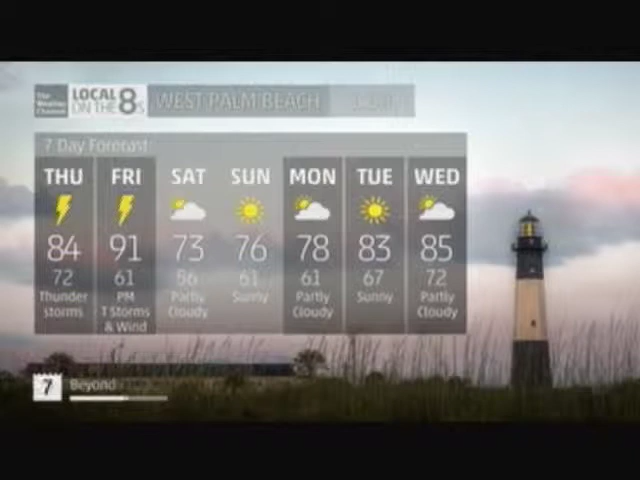 The
Weather
Channel
LOCAL
ON THE 8s
WEST PALM BEACH
7 Day Forecast
THU FRI SAT SUN MON TUE WED
84 91 73 76 78 83 85
72 61 56 61 61 67 72
Thunder storms
PM T Storms & Wind
Partly Cloudy
Sunny
Partly Cloudy
Sunny
Partly Cloudy
7 Beyond